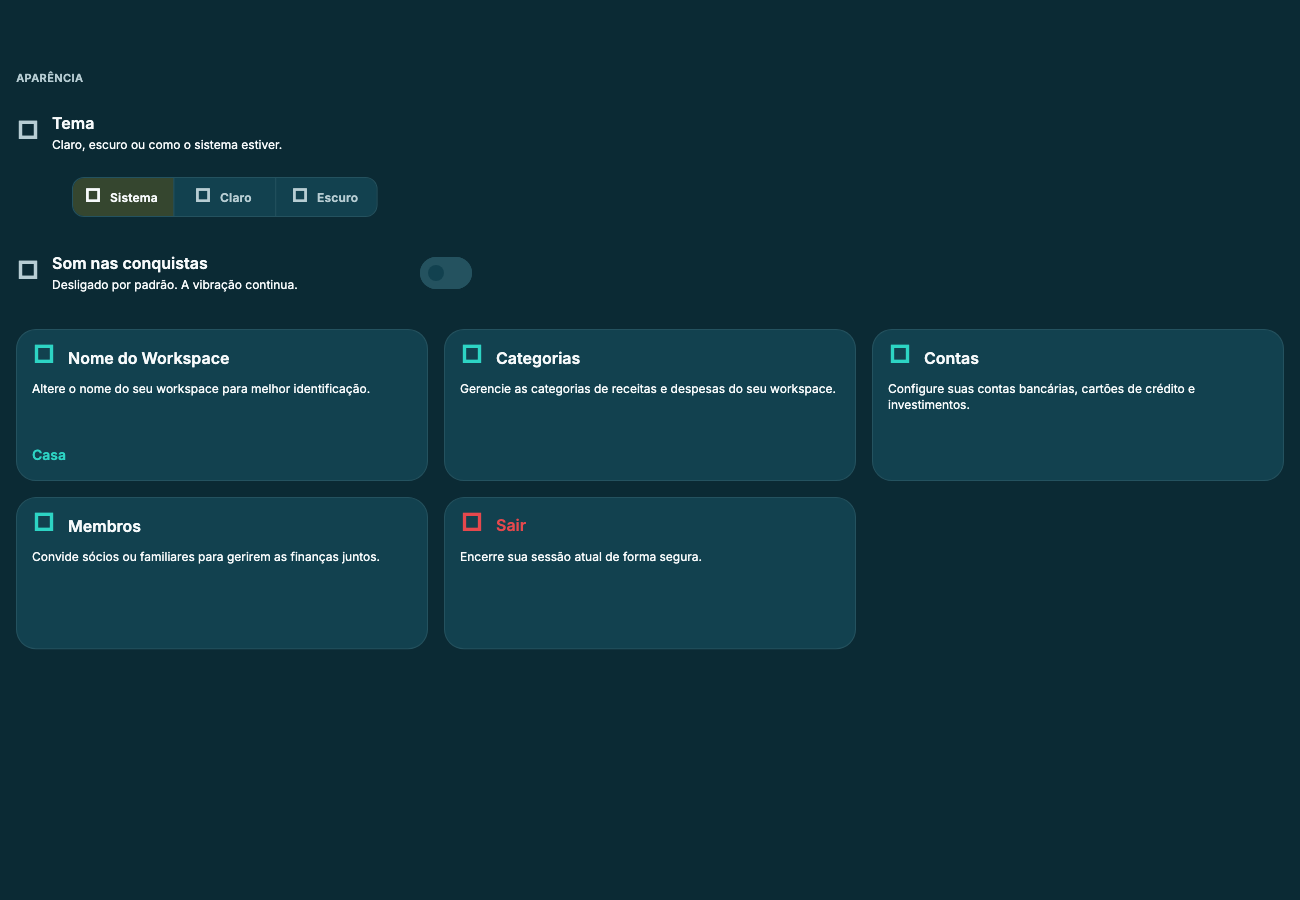 APARÊNCIA
Tema
Claro, escuro ou como o sistema estiver.
Sistema
Claro
Escuro
Som nas conquistas
Desligado por padrão. A vibração continua.
Nome do Workspace
Altere o nome do seu workspace para melhor identificação.
Casa
Categorias
Gerencie as categorias de receitas e despesas do seu workspace.
Contas
Configure suas contas bancárias, cartões de crédito e
investimentos.
Membros
Convide sócios ou familiares para gerirem as finanças juntos.
Sair
Encerre sua sessão atual de forma segura.